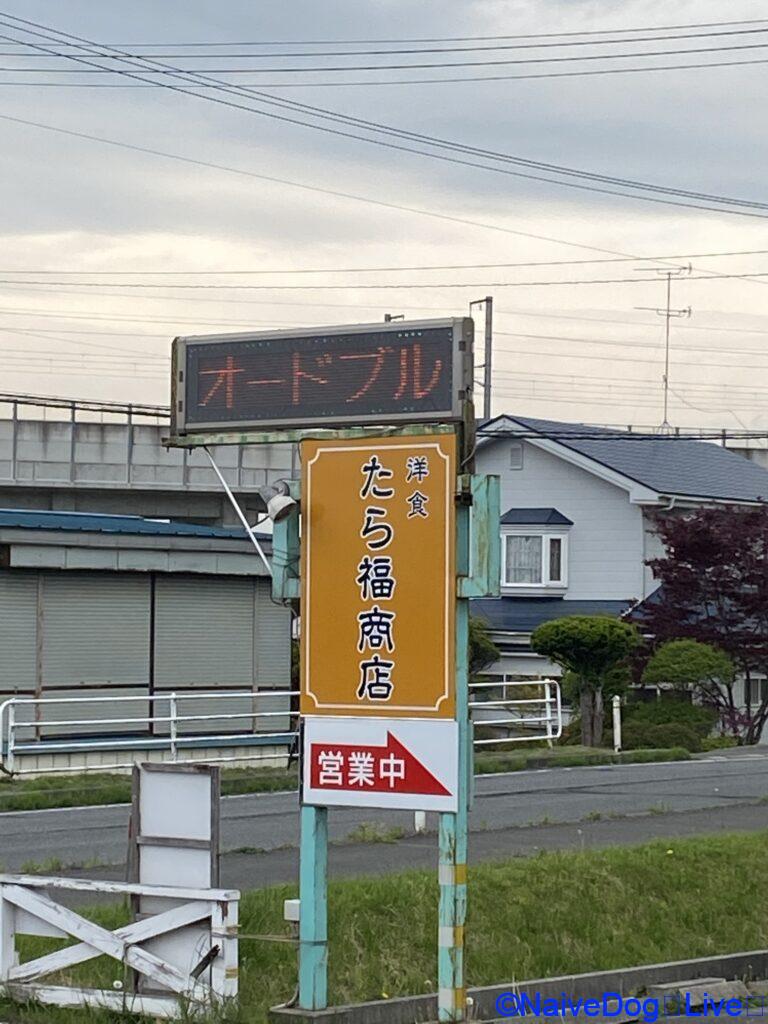 オードブル
洋食
たら福商店
営業中
©NaiveDog Live